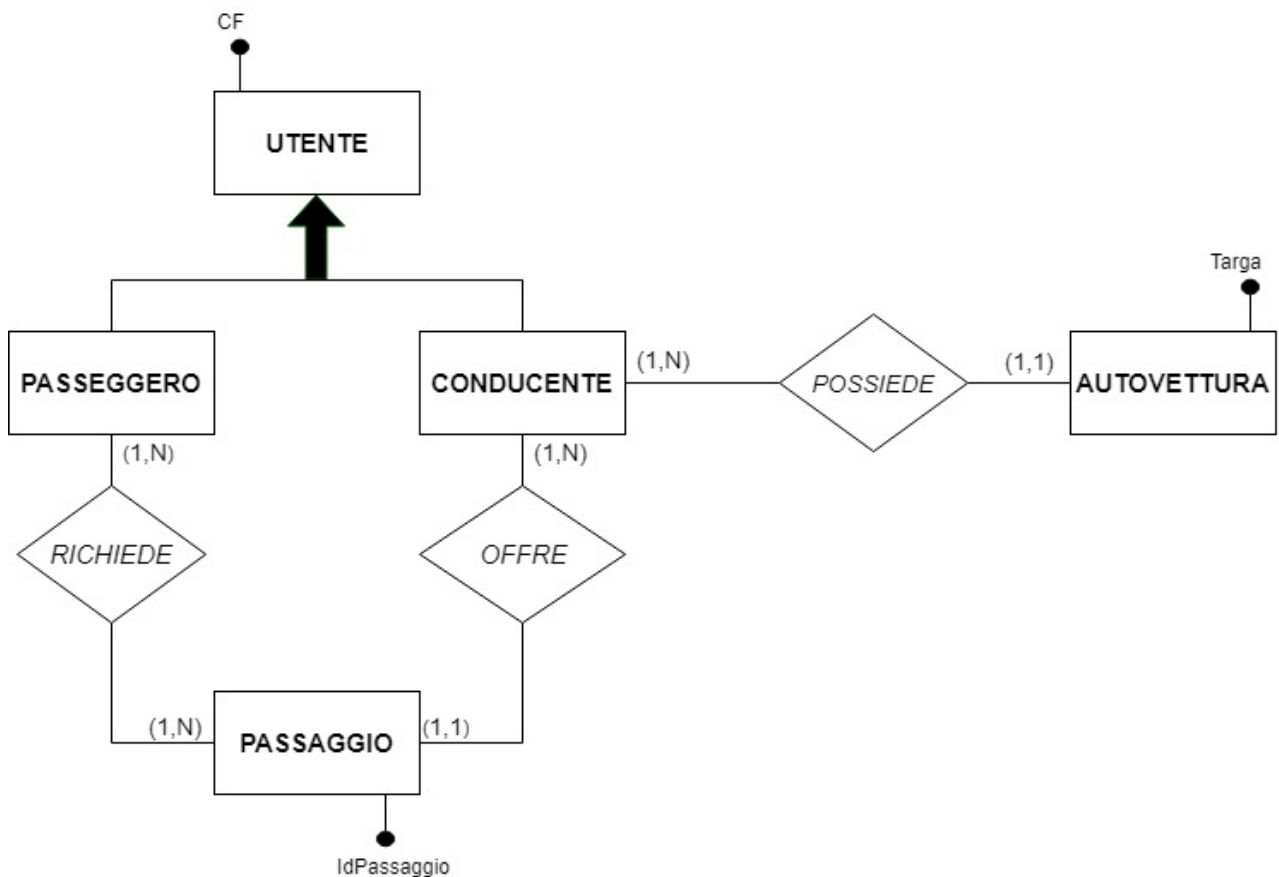 CF
UTENTE
Targa
PASSEGGERO
CONDUCENTE
(1,N)
POSSIEDE
(1,1)
AUTOVETTURA
(1,N)
(1,N)
RICHIEDE
OFFRE
(1,N)
PASSAGGIO
(1,1)
IdPassaggio